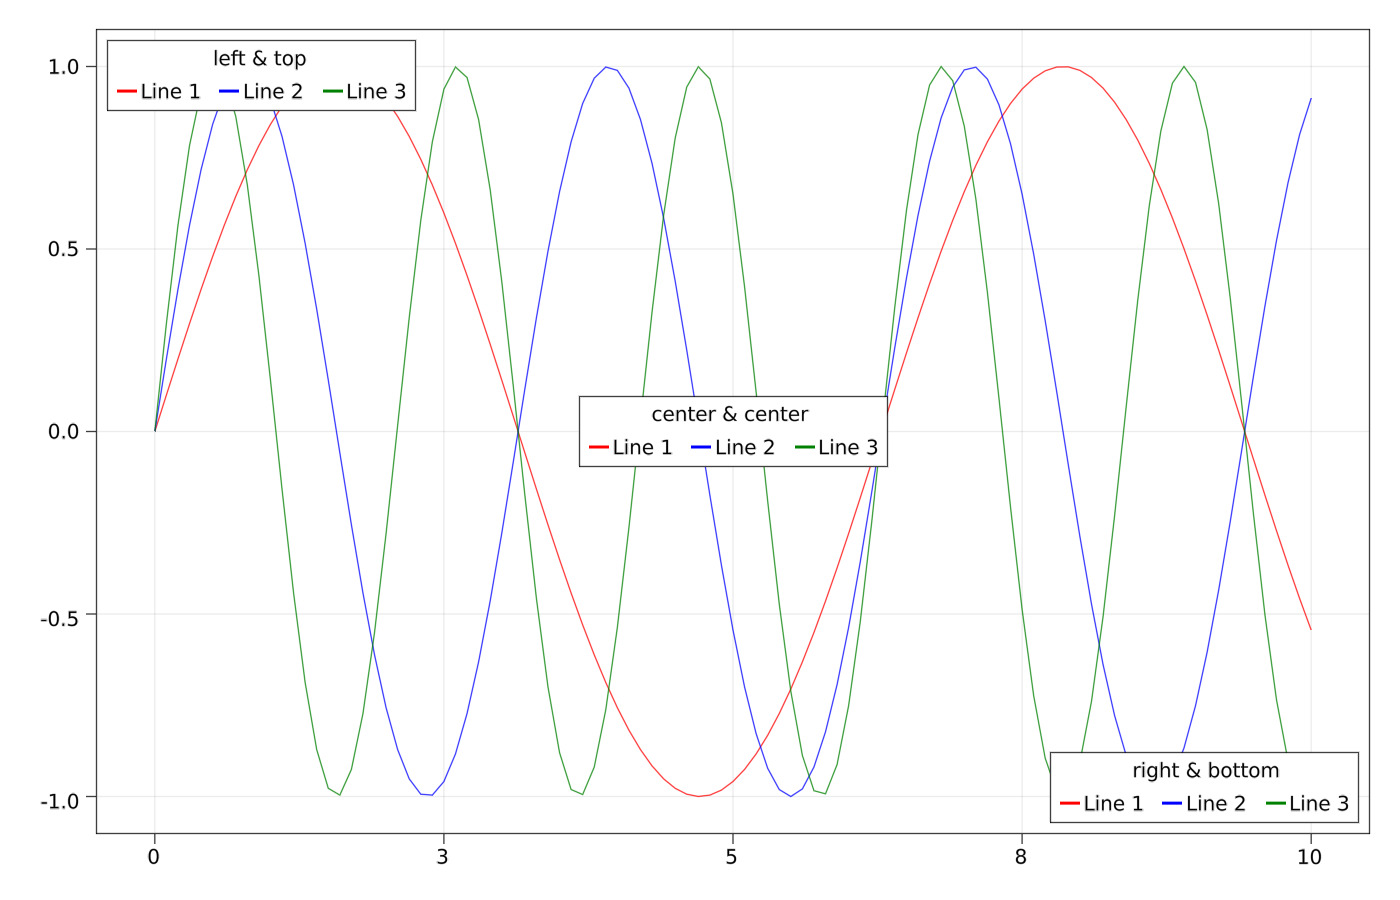 left & top
Line 1 Line 2 Line 3
1.0
0.5
center & center
Line 1 Line 2 Line 3
0.0
-0.5
right & bottom
Line 1 Line 2 Line 3
-1.0
0 3 5 8 10